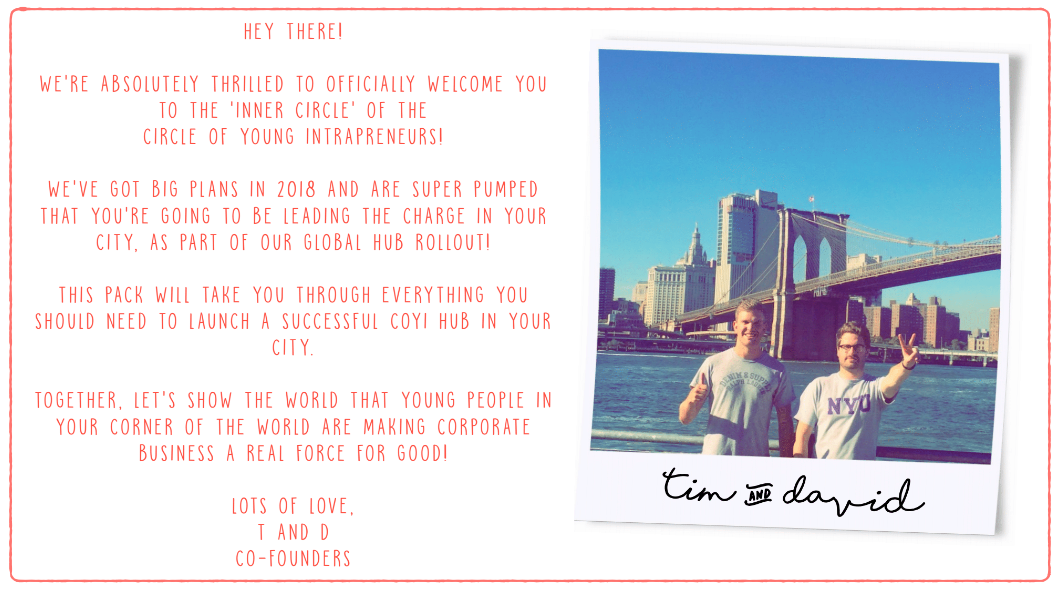 HEY THERE!
WE'RE ABSOLUTELY THRILLED TO OFFICIALLY WELCOME YOU
TO THE 'INNER CIRCLE' OF THE
CIRCLE OF YOUNG INTRAPRENEURS!
WE'VE GOT BIG PLANS IN 2018 AND ARE SUPER PUMPED
THAT YOU'RE GOING TO BE LEADING THE CHARGE IN YOUR
CITY, AS PART OF OUR GLOBAL HUB ROLLOUT!
THIS PACK WILL TAKE YOU THROUGH EVERYTHING YOU
SHOULD NEED TO LAUNCH A SUCCESSFUL COYI HUB IN YOUR
CITY.
TOGETHER, LET'S SHOW THE WORLD THAT YOUNG PEOPLE IN
YOUR CORNER OF THE WORLD ARE MAKING CORPORATE
BUSINESS A REAL FORCE FOR GOOD!
LOTS OF LOVE,
T AND D
CO-FOUNDERS
DENIM & SUPPLY
RALPH LAUREN
NYU
tim AND david